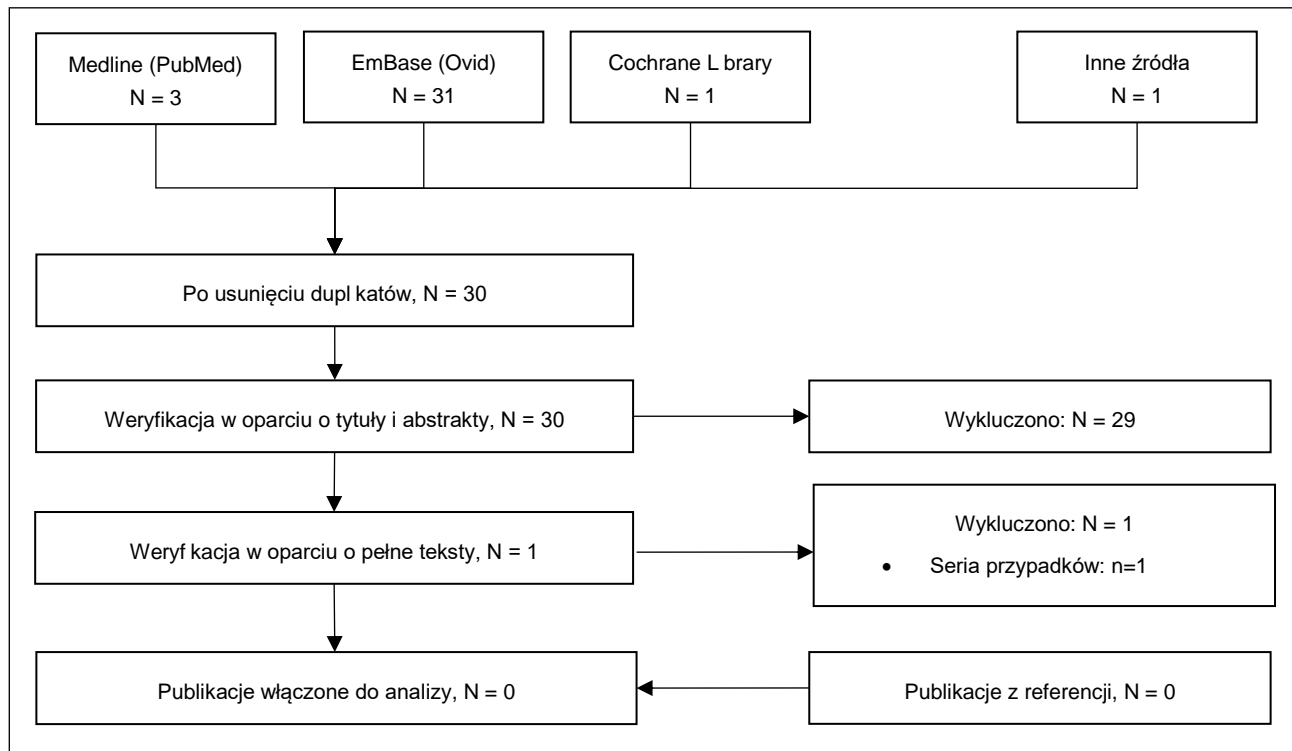 Medline (PubMed)
N = 3
EmBase (Ovid)
N = 31
Cochrane L brary
N = 1
Inne źródła
N = 1
Po usunięciu dupl katów, N = 30
Weryfikacja w oparciu o tytuły i abstrakty, N = 30
Wykluczono: N = 29
Weryf kacja w oparciu o pełne teksty, N = 1
Wykluczono: N = 1
• Seria przypadków: n=1
Publikacje włączone do analizy, N = 0
Publikacje z referencji, N = 0